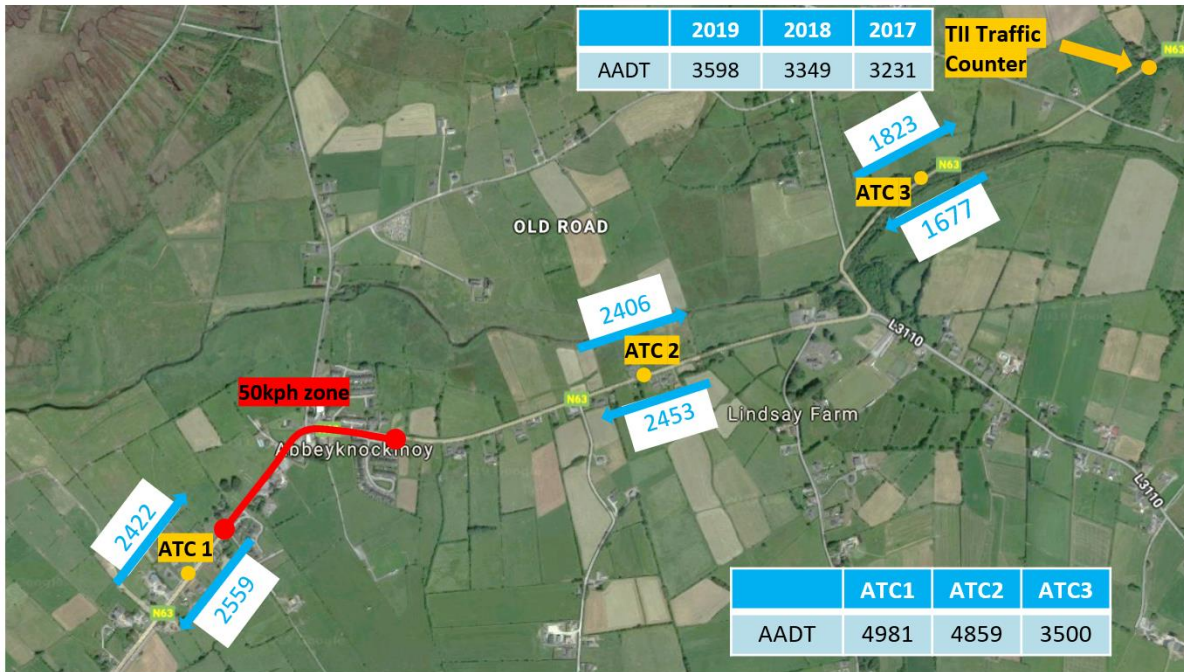 2019 2018 2017
AADT 3598 3349 3231
TII Traffic
Counter
N63
1823
N63
ATC 3
1677
OLD ROAD
2406
ATC 2
L3110
50kph zone
N63
2453
Lindsay Farm
Abbeyknockmoy
L3110
2422
ATC 1
N63
2559
ATC1 ATC2 ATC3
AADT 4981 4859 3500